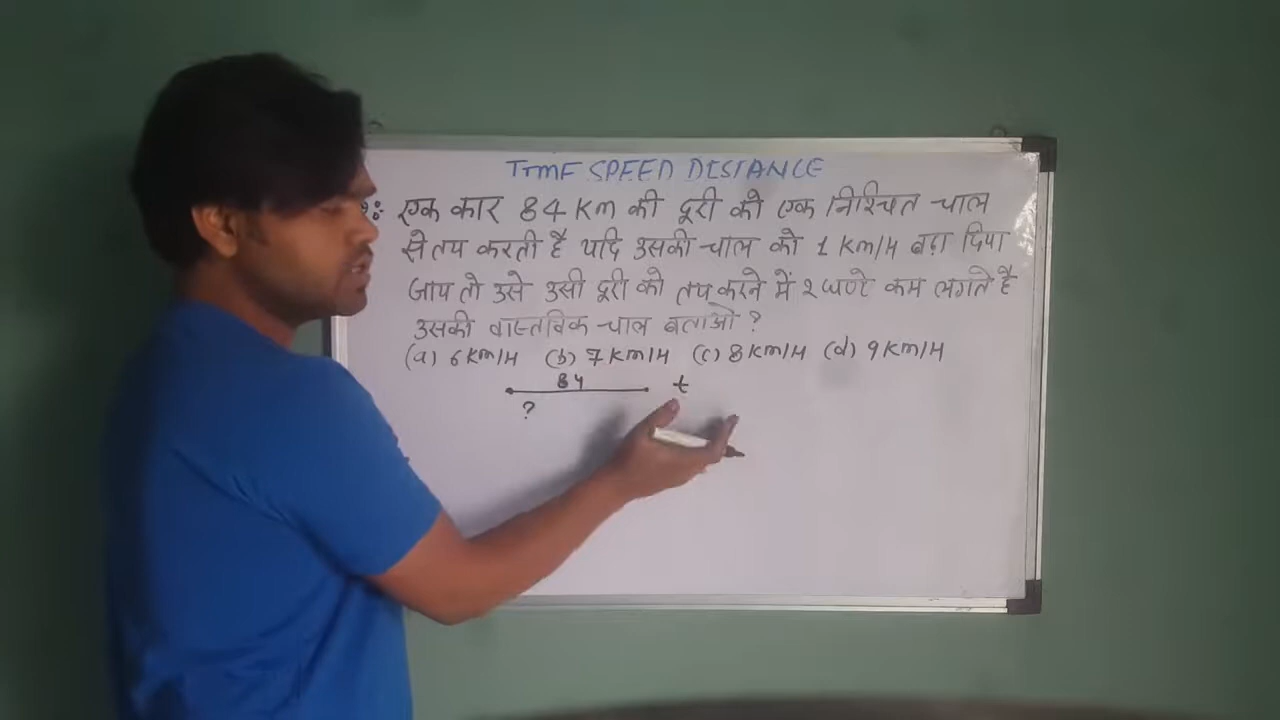 TIME SPEED DISTANCE
एक कार 84 Km की दूरी को एक निश्चित चाल
से तय करती है यदि उसकी चाल को 1 Km/H बढ़ा दिया
जाय तो उसे उसी दूरी को तय करने में 2 घण्टे कम लगते है
उसकी वास्तविक चाल बताओ ?
(a) 6 Km/H (b) 7 Km/H (c) 8 Km/H (d) 9 Km/H
84 t
?